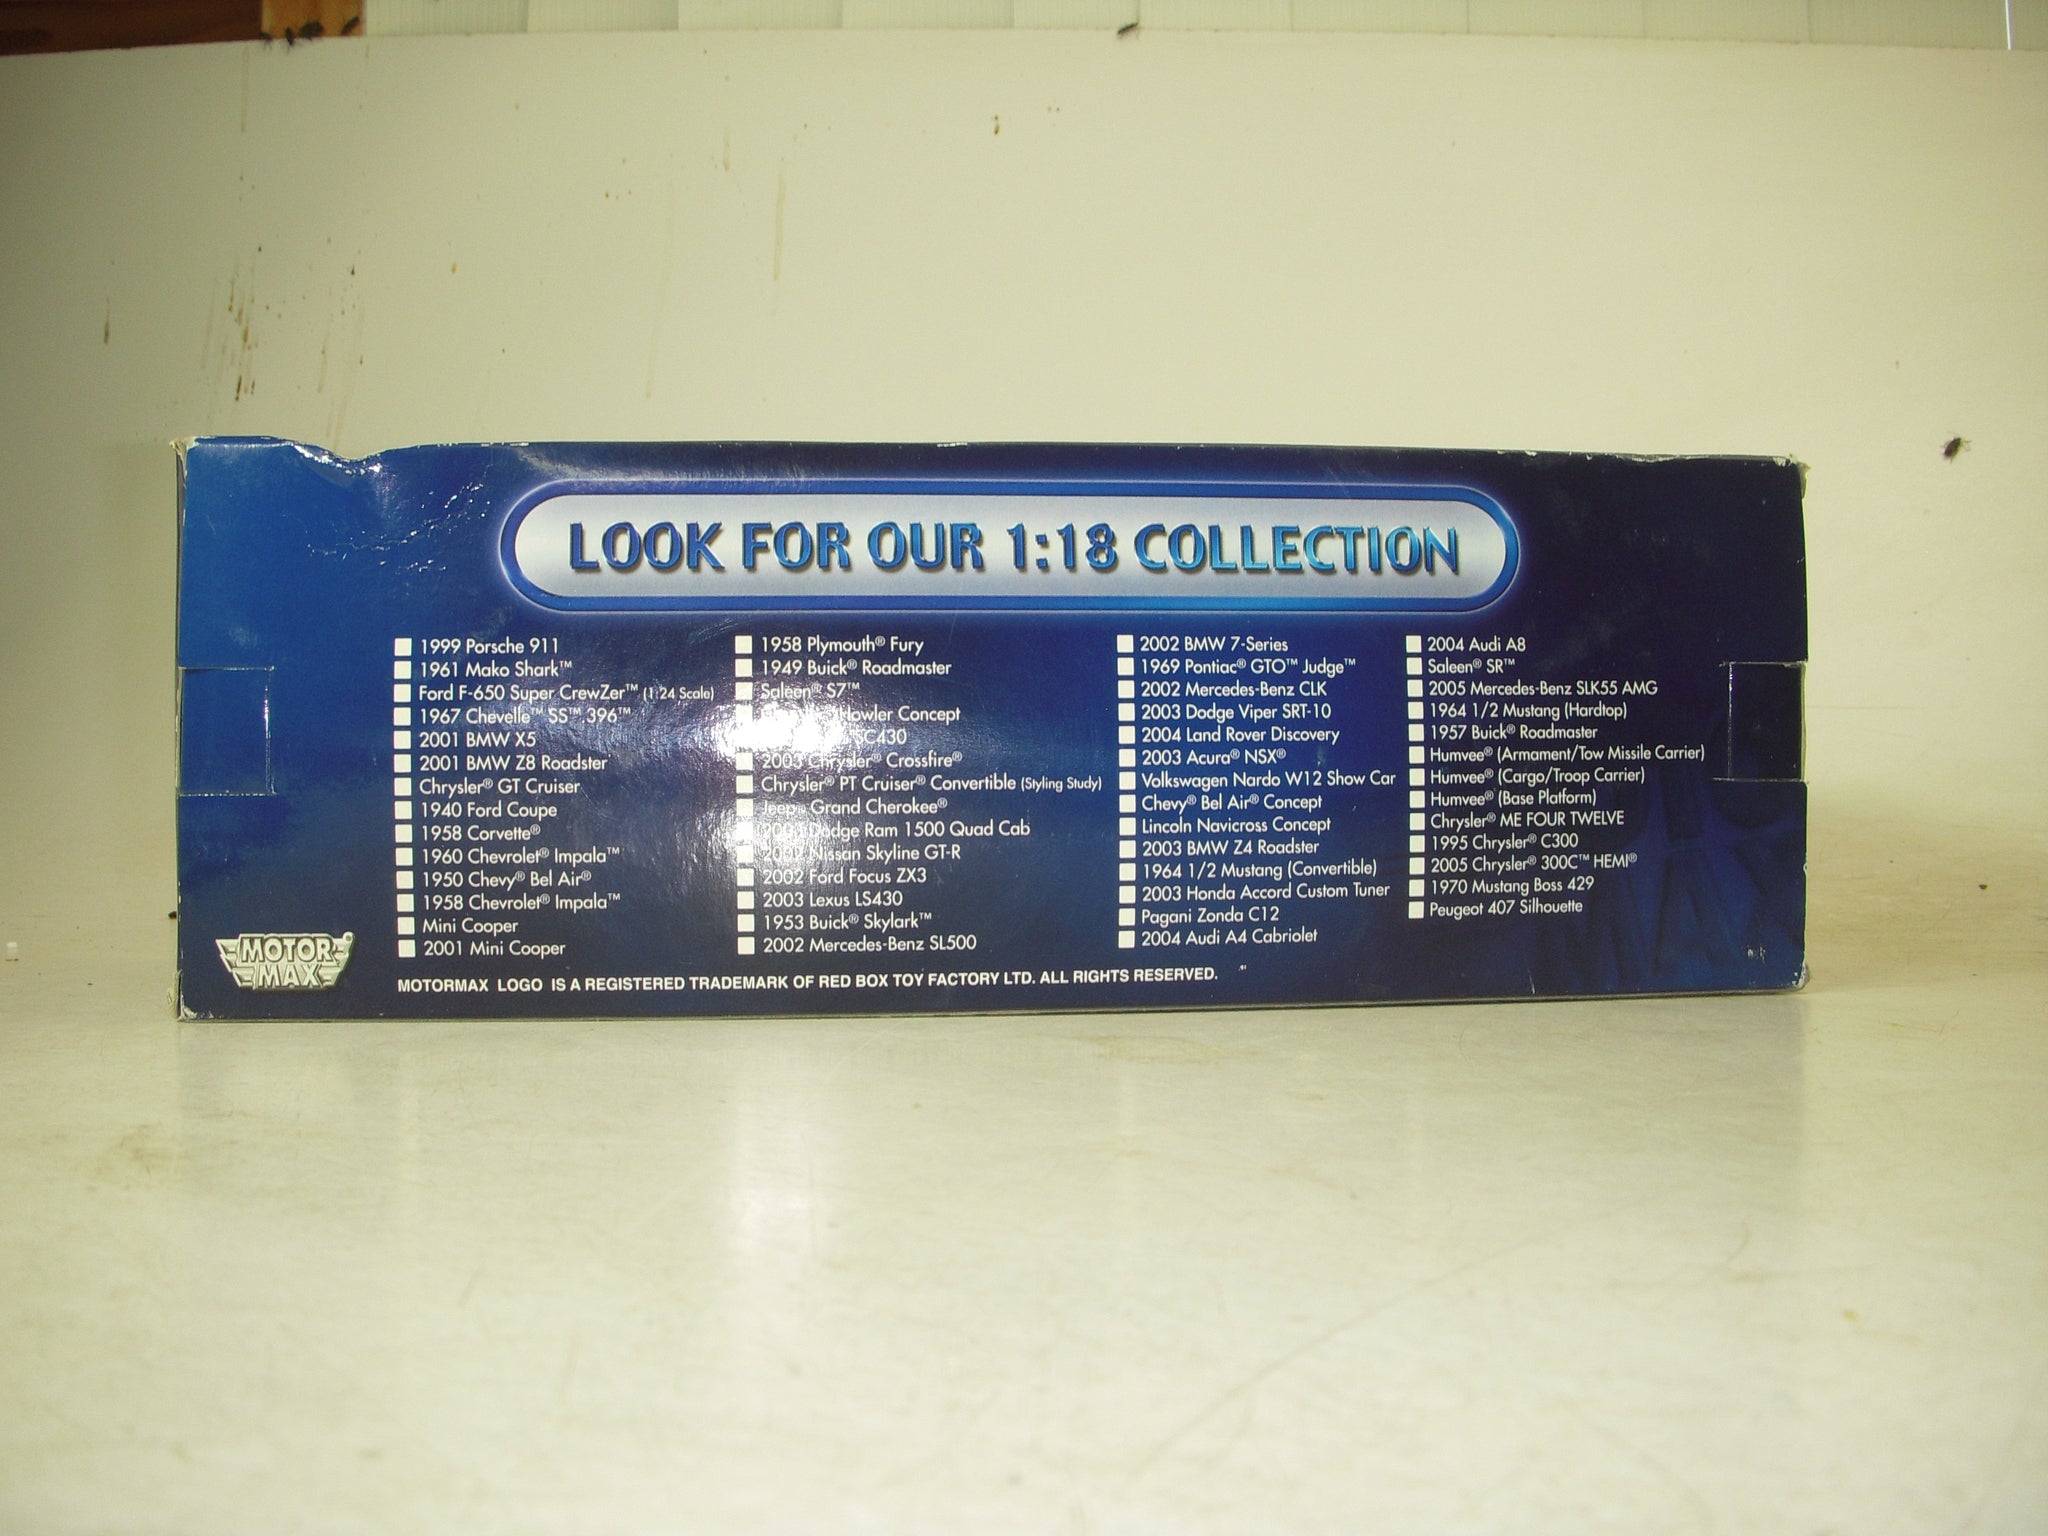 LOOK FOR OUR 1:18 COLLECTION
1999 Porsche 911
1961 Mako Shark™
Ford F-650 Super CrewZer™ (1:24 Scale)
1967 Chevelle™ SS™ 396™
2001 BMW X5
2001 BMW Z8 Roadster
Chrysler® GT Cruiser
1940 Ford Coupe
1958 Corvette®
1960 Chevrolet® Impala™
1950 Chevy® Bel Air®
1958 Chevrolet® Impala™
Mini Cooper
2001 Mini Cooper
1958 Plymouth® Fury
1949 Buick® Roadmaster
Saleen® S7™
Howler Concept
SC430
2003 Chrysler® Crossfire®
Chrysler® PT Cruiser® Convertible (Styling Study)
Jeep® Grand Cherokee®
Dodge Ram 1500 Quad Cab
2002 Nissan Skyline GT-R
2002 Ford Focus ZX3
2003 Lexus LS430
1953 Buick® Skylark™
2002 Mercedes-Benz SL500
2002 BMW 7-Series
1969 Pontiac® GTO™ Judge™
2002 Mercedes-Benz CLK
2003 Dodge Viper SRT-10
2004 Land Rover Discovery
2003 Acura® NSX®
Volkswagen Nardo W12 Show Car
Chevy® Bel Air® Concept
Lincoln Navicross Concept
2003 BMW Z4 Roadster
1964 1/2 Mustang (Convertible)
2003 Honda Accord Custom Tuner
Pagani Zonda C12
2004 Audi A4 Cabriolet
2004 Audi A8
Saleen® SR™
2005 Mercedes-Benz SLK55 AMG
1964 1/2 Mustang (Hardtop)
1957 Buick® Roadmaster
Humvee® (Armament/Tow Missile Carrier)
Humvee® (Cargo/Troop Carrier)
Humvee® (Base Platform)
Chrysler® ME FOUR TWELVE
1995 Chrysler® C300
2005 Chrysler® 300C™ HEMI®
1970 Mustang Boss 429
Peugeot 407 Silhouette
MOTOR MAX®
MOTORMAX LOGO IS A REGISTERED TRADEMARK OF RED BOX TOY FACTORY LTD. ALL RIGHTS RESERVED.